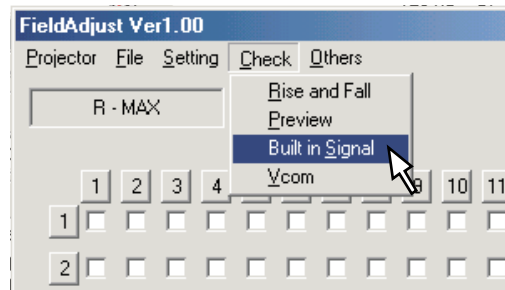 FieldAdjust Ver1.00
Projector File Setting Check Others
R - MAX
Rise and Fall
Preview
Built in Signal
Vcom
1 2 3 4 9 10 11
1
2